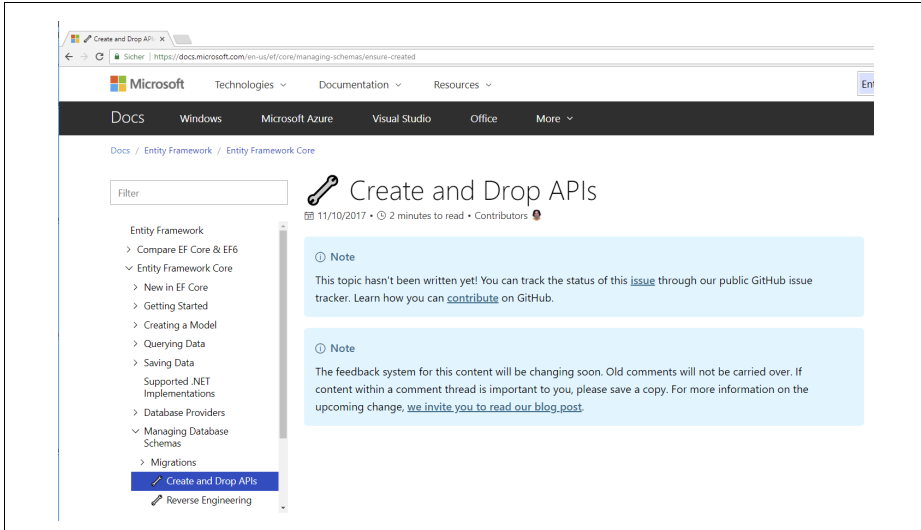 Create and Drop APIs
Sicher | https://docs.microsoft.com/en-us/ef/core/managing-schemas/ensure-created
Microsoft Technologies Documentation Resources
Docs Windows Microsoft Azure Visual Studio Office More
Docs / Entity Framework / Entity Framework Core
Filter
Entity Framework
Compare EF Core & EF6
Entity Framework Core
New in EF Core
Getting Started
Creating a Model
Querying Data
Saving Data
Supported .NET
Implementations
Database Providers
Managing Database
Schemas
Migrations
Create and Drop APIs
Reverse Engineering
Create and Drop APIs
11/10/2017 • 2 minutes to read • Contributors
Note
This topic hasn't been written yet! You can track the status of this issue through our public GitHub issue
tracker. Learn how you can contribute on GitHub.
Note
The feedback system for this content will be changing soon. Old comments will not be carried over. If
content within a comment thread is important to you, please save a copy. For more information on the
upcoming change, we invite you to read our blog post.